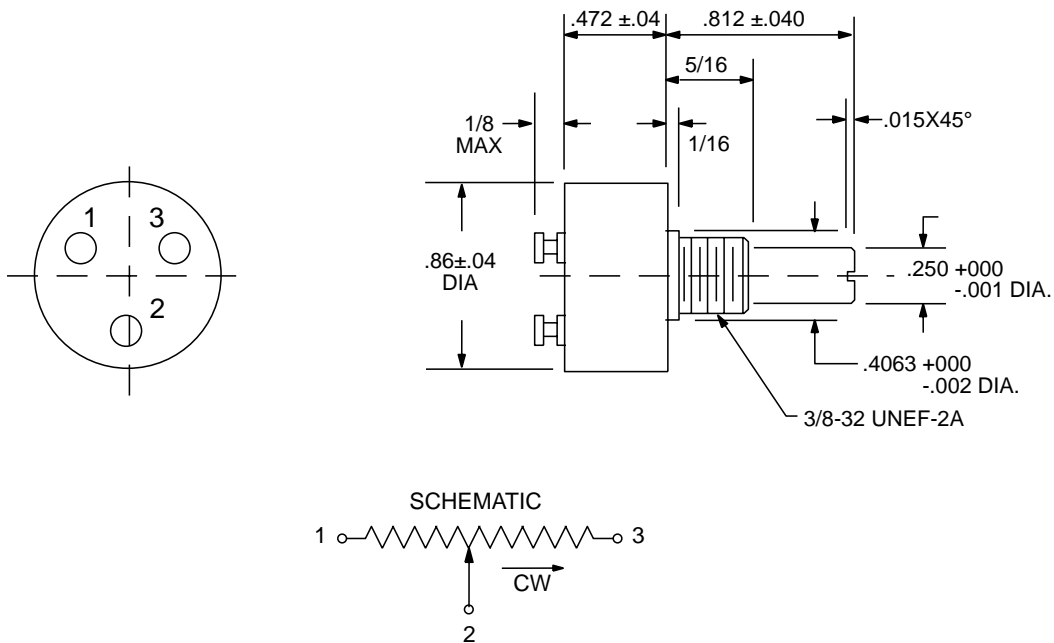 .472 ±.04
.812 ±.040
5/16
1/8
MAX
1/16
.015X45°
1
3
2
.86±.04
DIA
.250 +000
-.001 DIA.
.4063 +000
-.002 DIA.
3/8-32 UNEF-2A
SCHEMATIC
1
3
CW
2